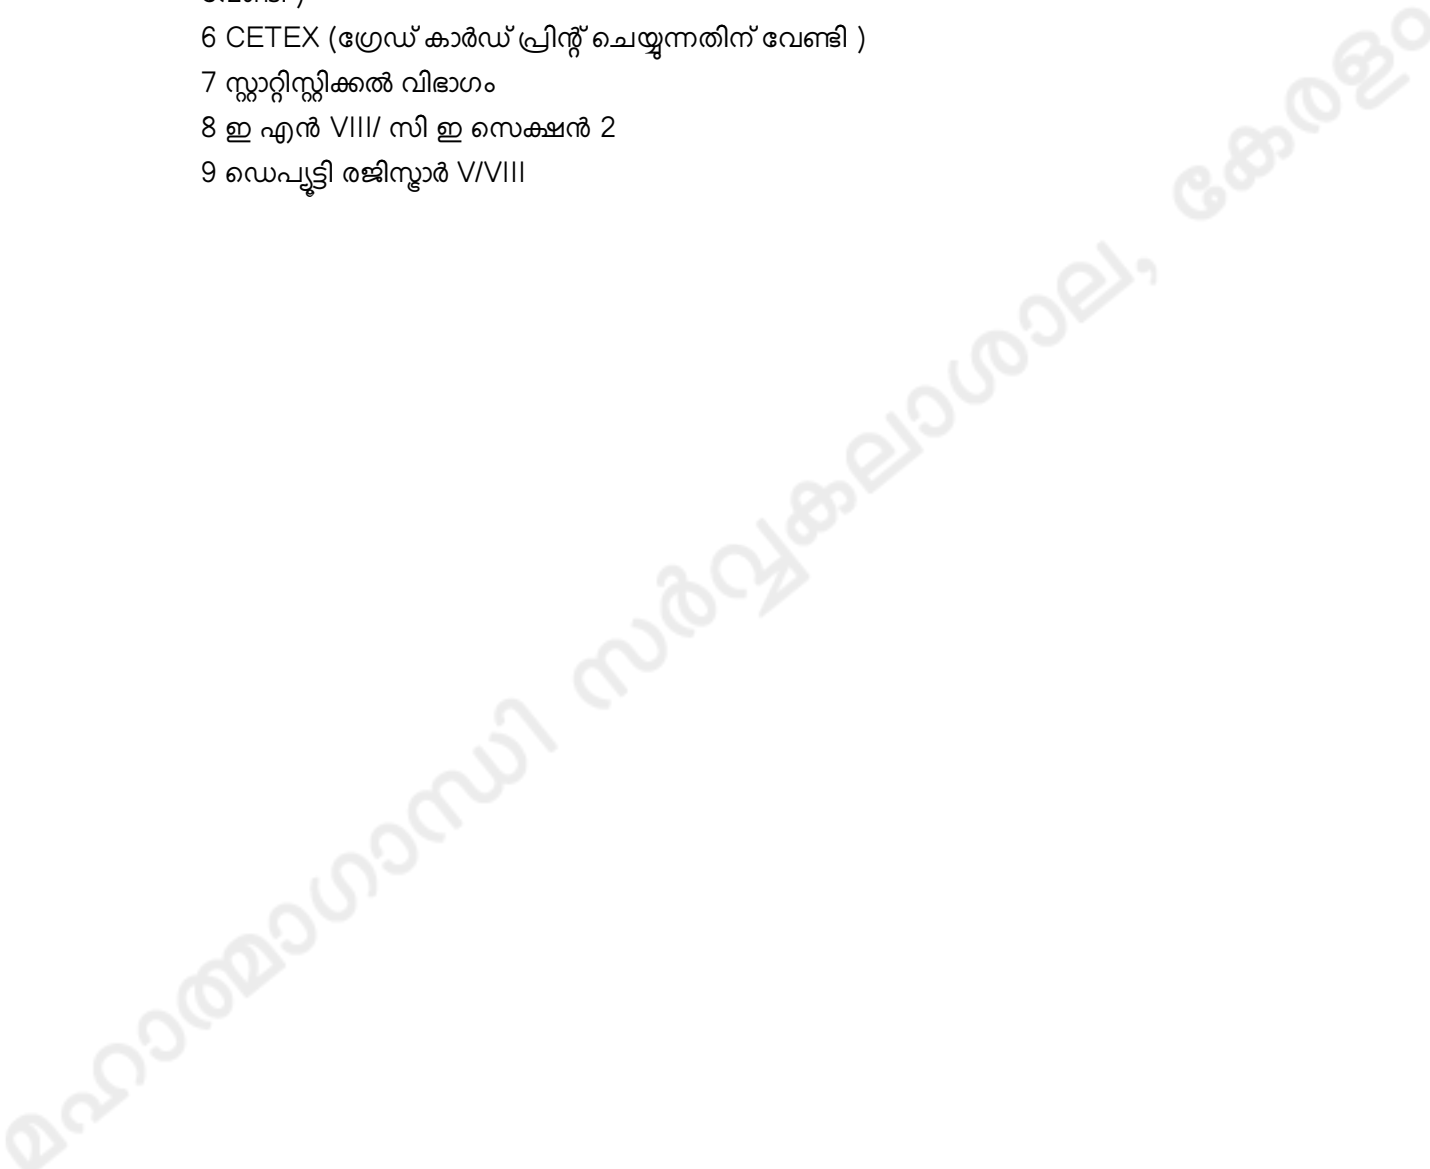 വേണ്ടി )
6 CETEX (ഗ്രേഡ് കാർഡ് പ്രിന്റ് ചെയ്യുന്നതിന് വേണ്ടി )
7 സ്റ്റാറ്റിസ്റ്റിക്കൽ വിഭാഗം
8 ഇ എൻ VIII/ സി ഇ സെക്ഷൻ 2
9 ഡെപ്യൂട്ടി രജിസ്ട്രാർ V/VIII
മഹാത്മാഗാന്ധി സർവ്വകലാശാല, കേരളം